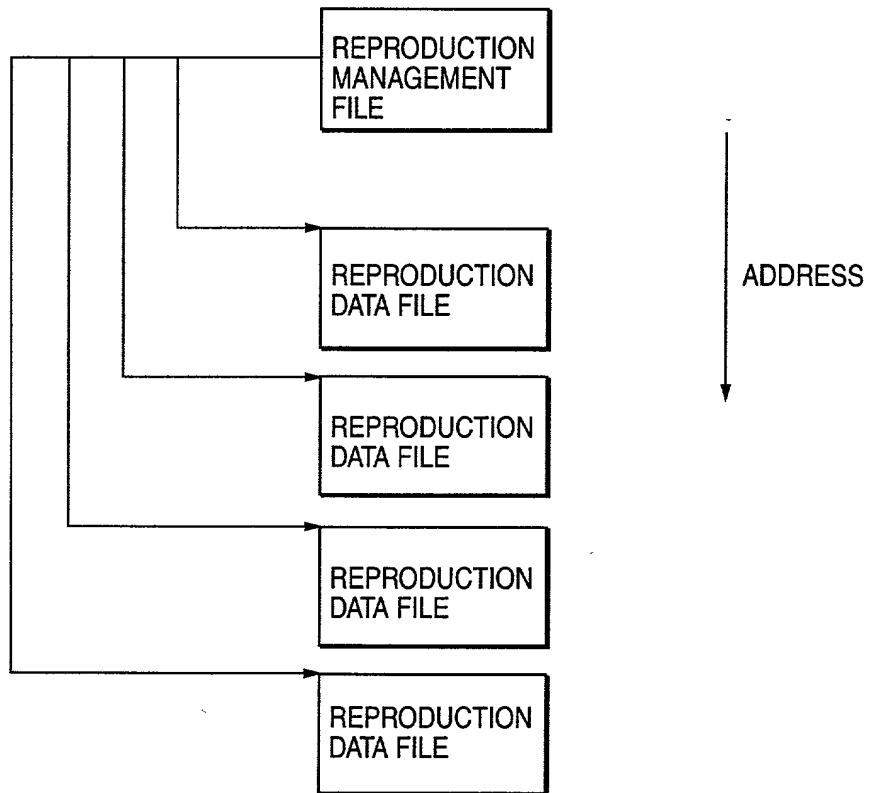 REPRODUCTION
MANAGEMENT
FILE
ADDRESS
REPRODUCTION
DATA FILE
REPRODUCTION
DATA FILE
REPRODUCTION
DATA FILE
REPRODUCTION
DATA FILE